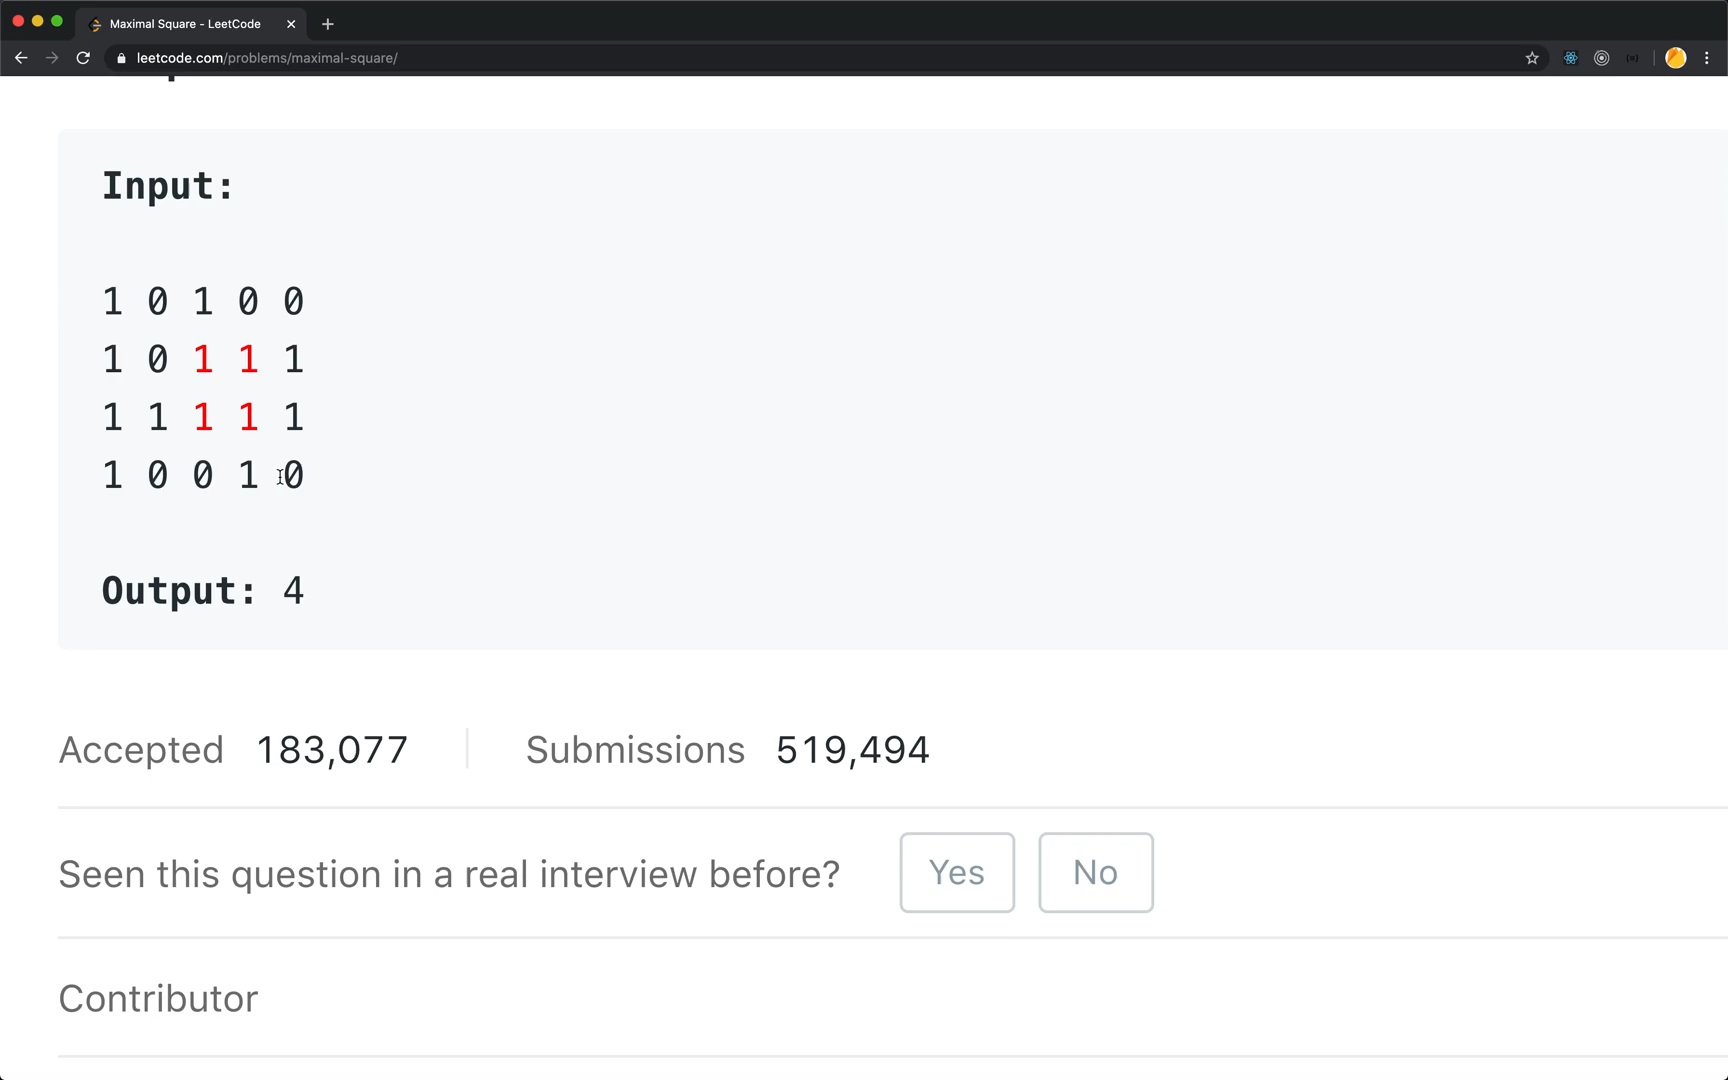 Maximal Square - LeetCode
leetcode.com/problems/maximal-square/
Input:
1 0 1 0 0
1 0 1 1 1
1 1 1 1 1
1 0 0 1 0
Output: 4
Accepted 183,077 Submissions 519,494
Seen this question in a real interview before? Yes No
Contributor